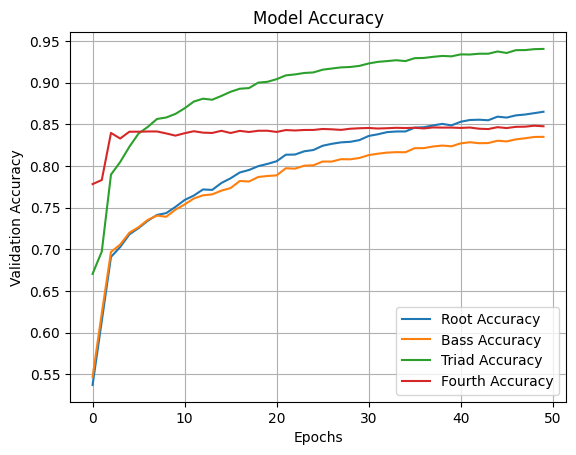 Model Accuracy
Validation Accuracy
0.95
0.90
0.85
0.80
0.75
0.70
0.65
0.60
0.55
0
10
20
30
40
50
Epochs
Root Accuracy
Bass Accuracy
Triad Accuracy
Fourth Accuracy